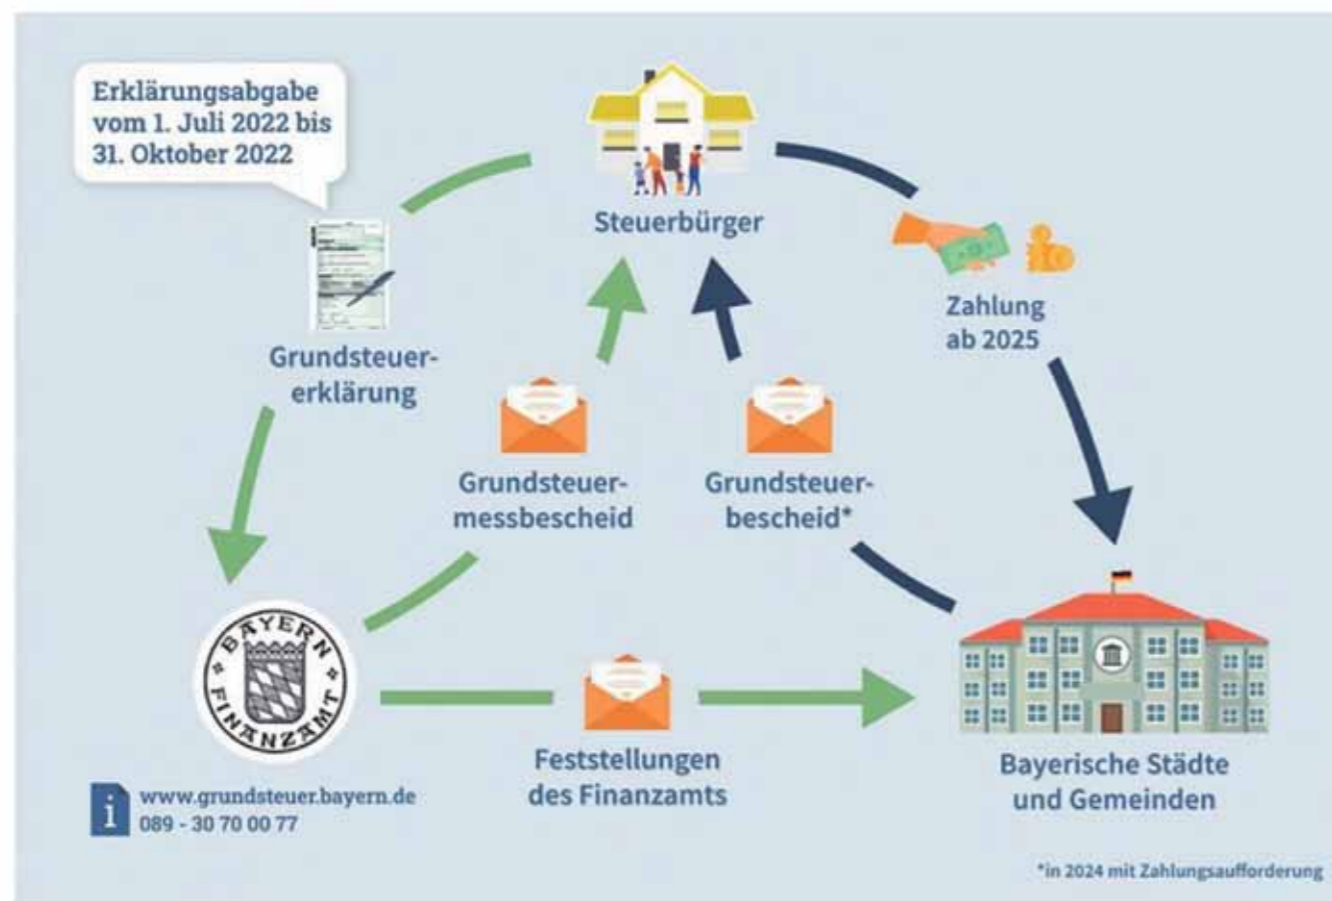 Erklärungsabgabe
vom 1. Juli 2022 bis
31. Oktober 2022
Steuerbürger
Zahlung
ab 2025
Grundsteuer-
erklärung
Grundsteuer-
messbescheid
Grundsteuer-
bescheid*
BAYERN
FINANZAMT
Feststellungen
des Finanzamts
Bayerische Städte
und Gemeinden
i
www.grundsteuer.bayern.de
089 - 30 70 00 77
*in 2024 mit Zahlungsaufforderung